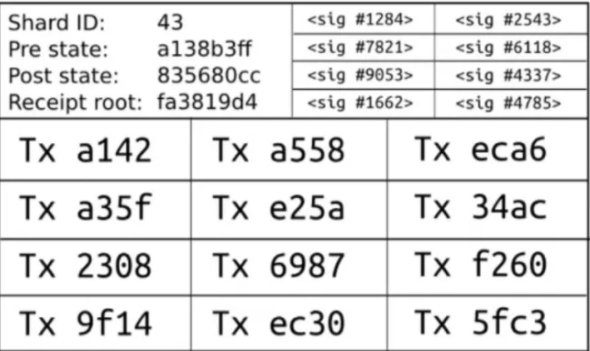 Shard ID: 43
Pre state: a138b3ff
Post state: 835680cc
Receipt root: fa3819d4
<sig #1284> <sig #2543>
<sig #7821> <sig #6118>
<sig #9053> <sig #4337>
<sig #1662> <sig #4785>
Tx a142 Tx a558 Tx eca6
Tx a35f Tx e25a Tx 34ac
Tx 2308 Tx 6987 Tx f260
Tx 9f14 Tx ec30 Tx 5fc3